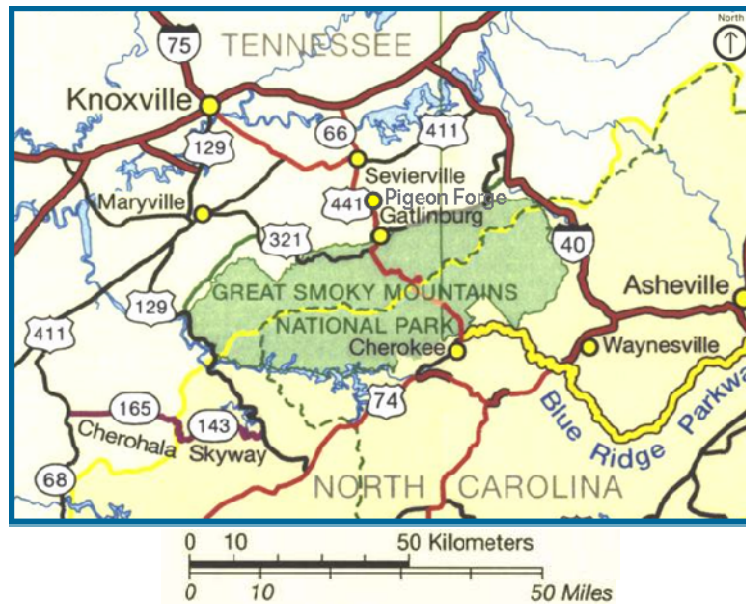 North
75
TENNESSEE
Knoxville
66
411
129
Sevierville
Pigeon Forge
441
Maryville
Gatlinburg
321
40
GREAT SMOKY MOUNTAINS
Asheville
129
NATIONAL PARK
411
Cherokee
Waynesville
74
165
143
Cherohala
Skyway
Blue Ridge Parkwa
68
NORTH CAROLINA
0 10 50 Kilometers
0 10 50 Miles